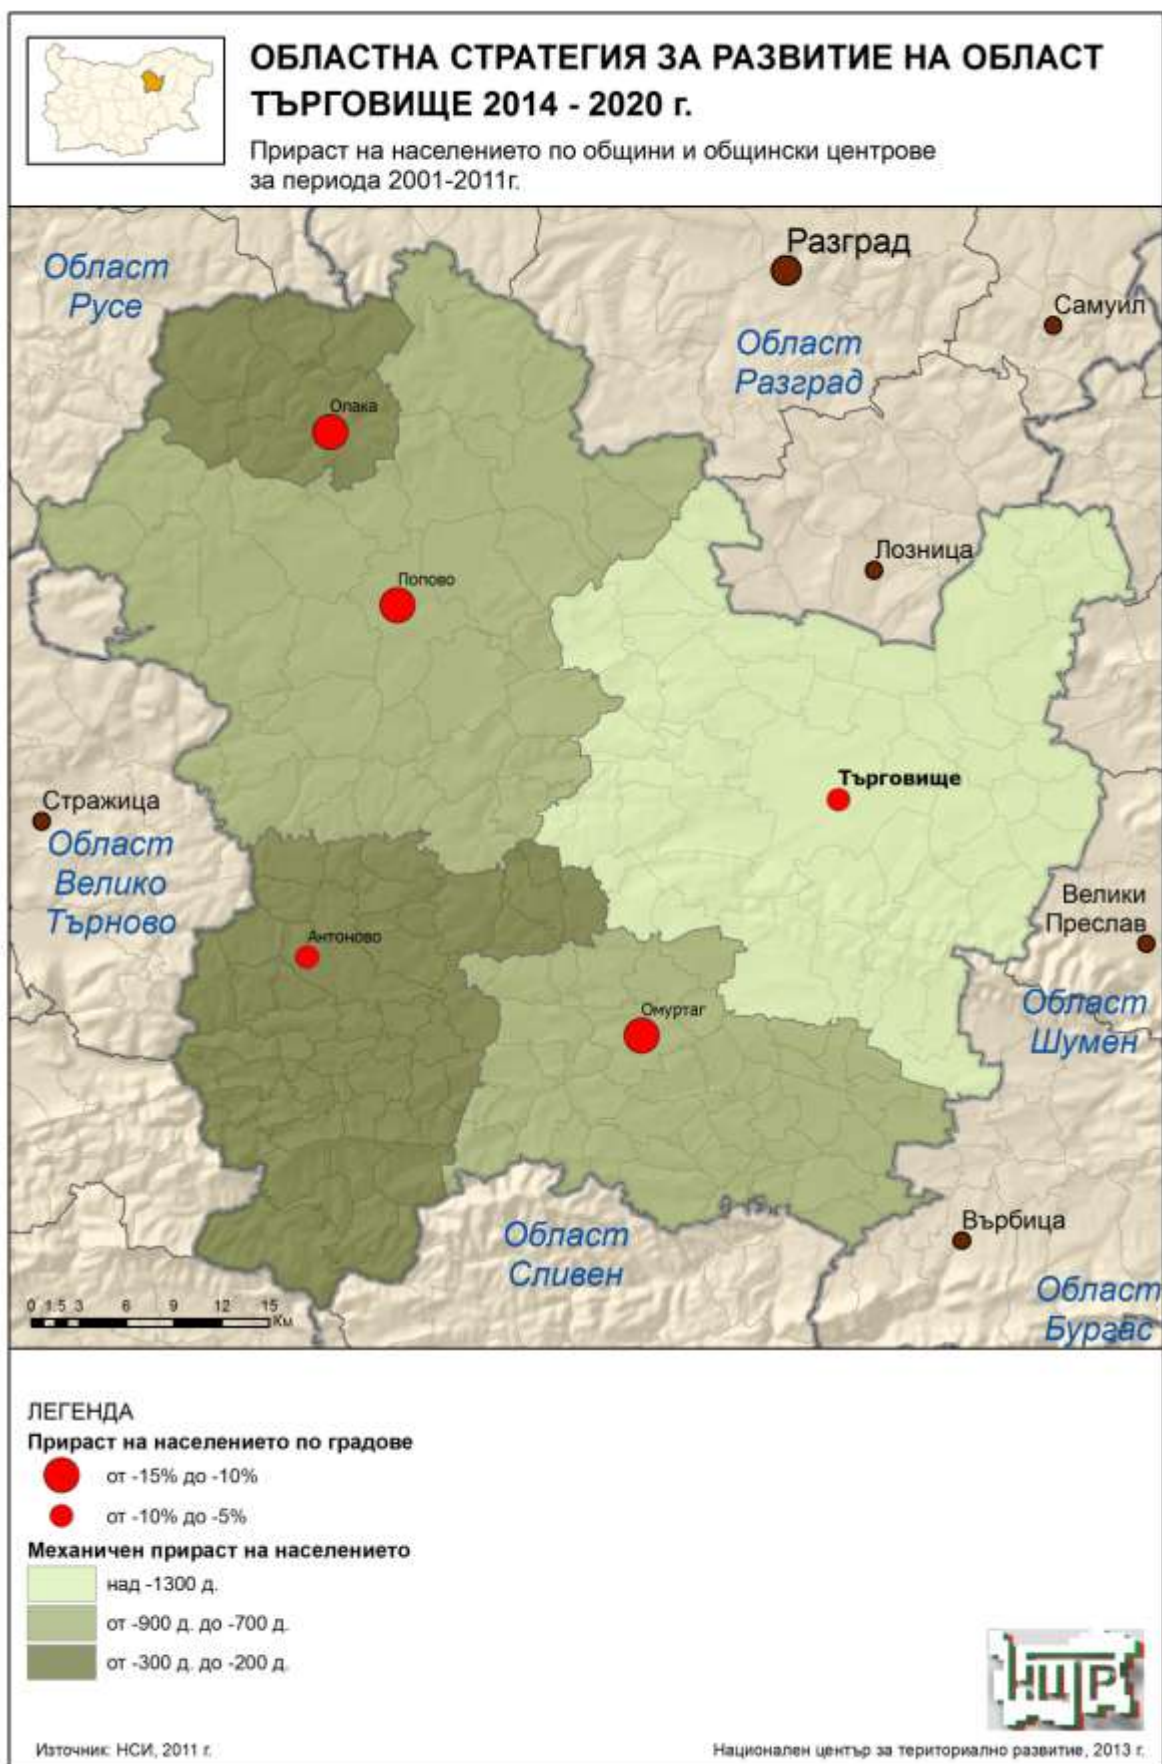 ОБЛАСТНА СТРАТЕГИЯ ЗА РАЗВИТИЕ НА ОБЛАСТ
ТЪРГОВИЩЕ 2014 - 2020 г.
Прираст на населението по общини и общински центрове
за периода 2001-2011г.
Разград
Област
Русе
Самуил
Област
Разград
Опака
Лозница
Попово
Търговище
Стражица
Област
Велико
Търново
Велики
Преслав
Антоново
Омуртаг
Област
Шумен
Върбица
Област
Сливен
Област
Бургас
0 1.5 3 6 9 12 15
Км
ЛЕГЕНДА
Прираст на населението по градове
от -15% до -10%
от -10% до -5%
Механичен прираст на населението
над -1300 д.
от -900 д. до -700 д.
от -300 д. до -200 д.
НЦТР
Източник: НСИ, 2011 г.
Национален център за териториално развитие, 2013 г.